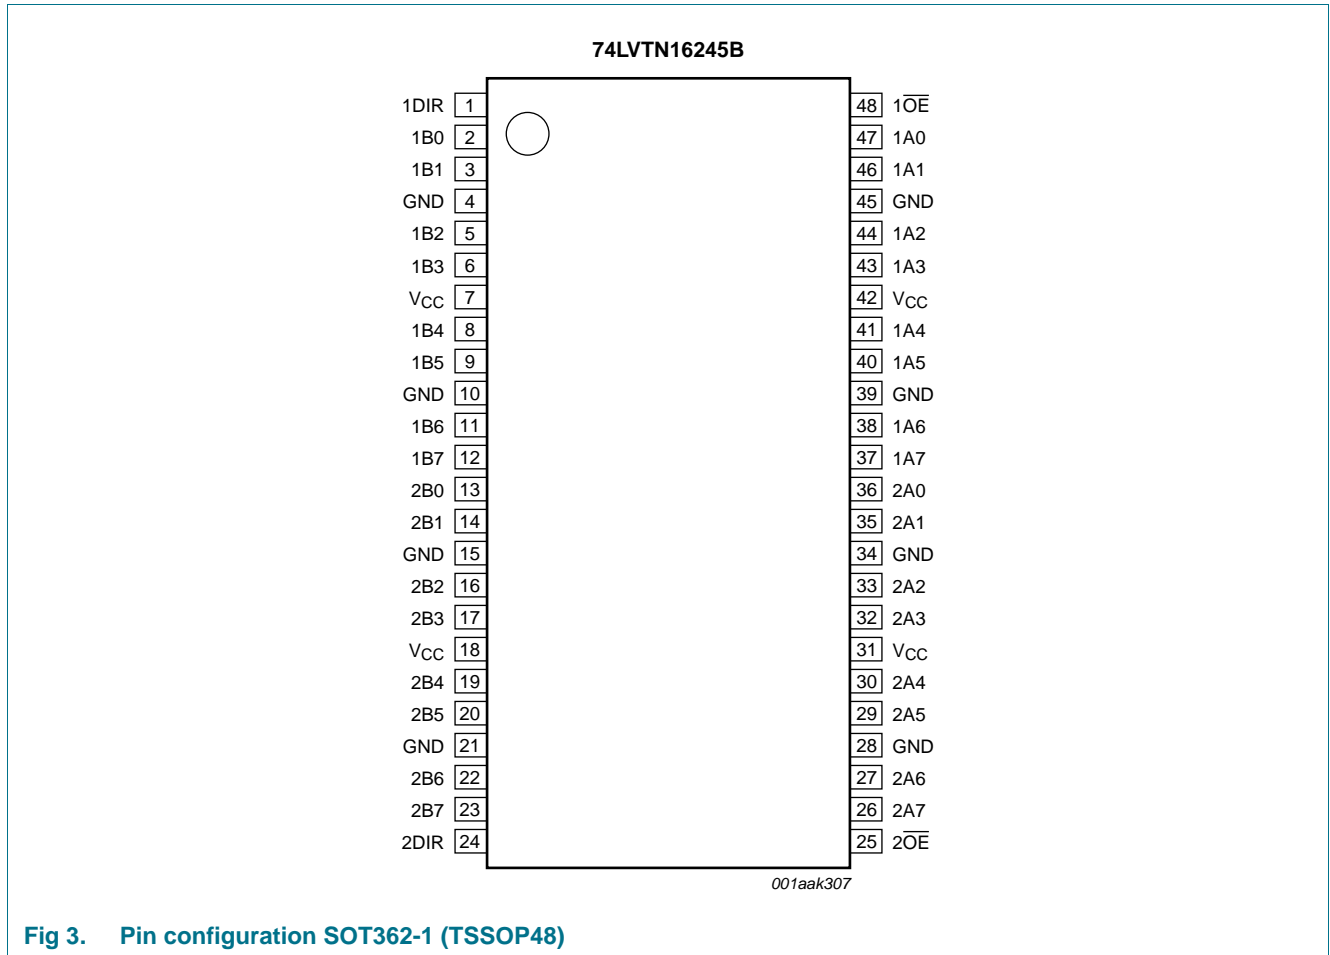 74LVTN16245B
1DIR 1 48 1OE
1B0 2 47 1A0
1B1 3 46 1A1
GND 4 45 GND
1B2 5 44 1A2
1B3 6 43 1A3
VCC 7 42 VCC
1B4 8 41 1A4
1B5 9 40 1A5
GND 10 39 GND
1B6 11 38 1A6
1B7 12 37 1A7
2B0 13 36 2A0
2B1 14 35 2A1
GND 15 34 GND
2B2 16 33 2A2
2B3 17 32 2A3
VCC 18 31 VCC
2B4 19 30 2A4
2B5 20 29 2A5
GND 21 28 GND
2B6 22 27 2A6
2B7 23 26 2A7
2DIR 24 25 2OE
001aak307
Fig 3. Pin configuration SOT362-1 (TSSOP48)